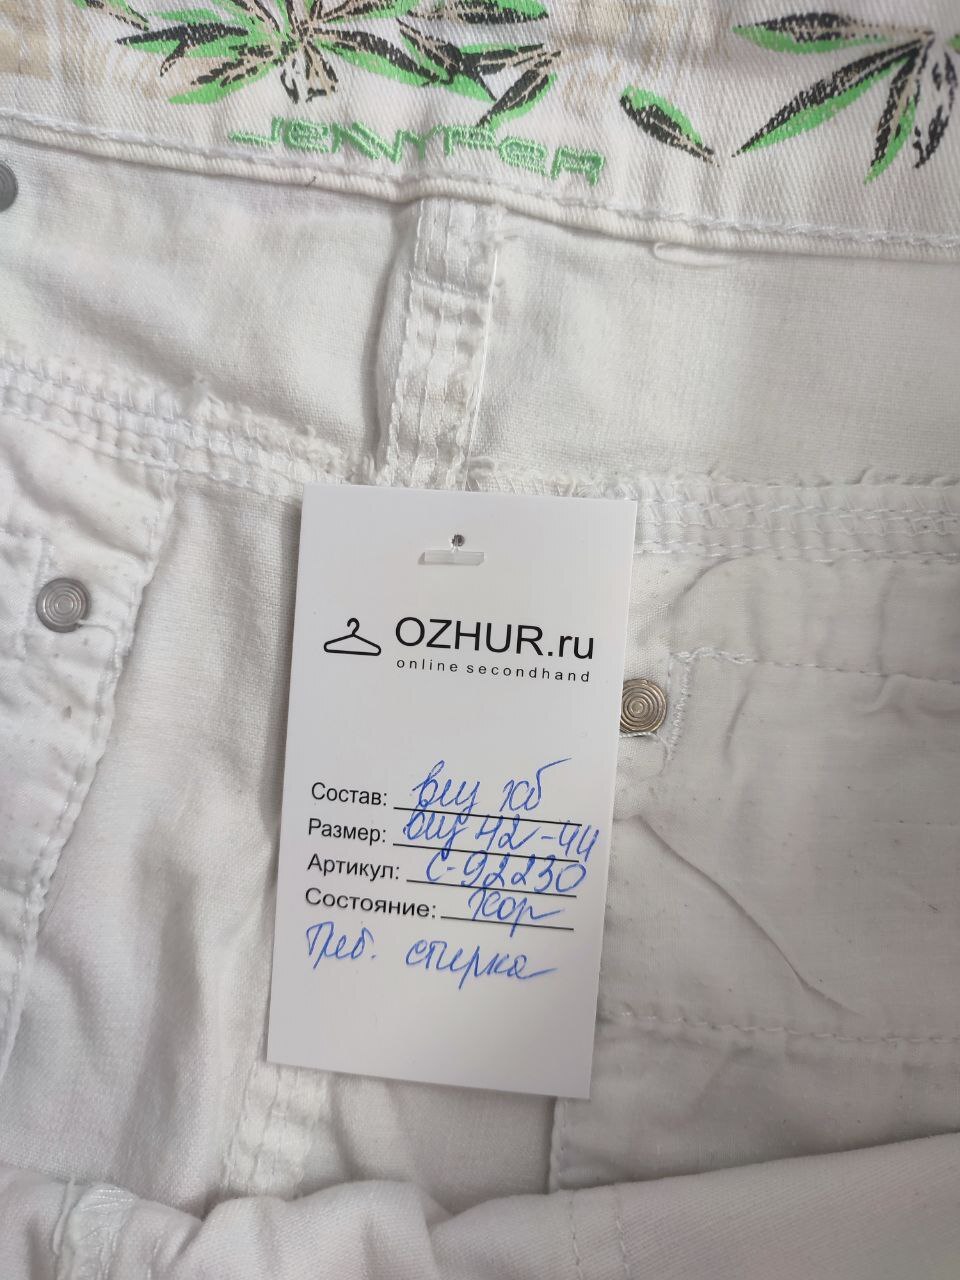 JENNYFER
OZHUR.ru
online secondhand
Состав: виз хб
Размер: виз 42-44
Артикул: С-92230
Состояние: хор
Треб. стирка